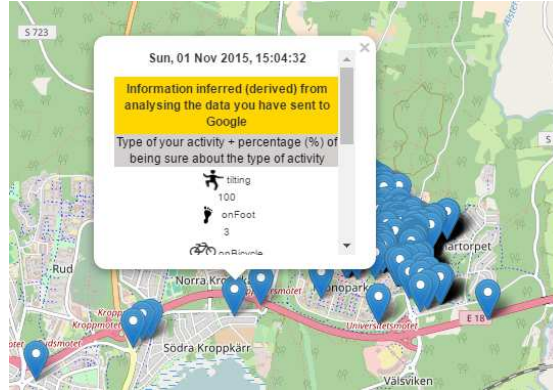 S 723
Sun, 01 Nov 2015, 15:04:32
Information inferred (derived) from
analysing the data you have sent to
Google
Type of your activity + percentage (%) of
being sure about the type of activity
tilting
100
onFoot
3
onBicycle
Rud
Norra
E 18
Universitetsmotet
Södra Kroppkärr
Välsviken